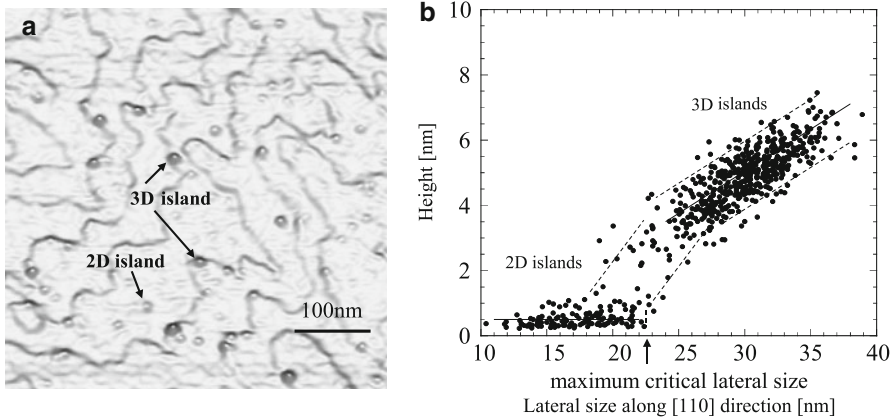 a
3D island
2D island
100nm
b
10
8
6
4
2
0
Height [nm]
3D islands
2D islands
10 15 20 25 30 35 40
maximum critical lateral size
Lateral size along [110] direction [nm]